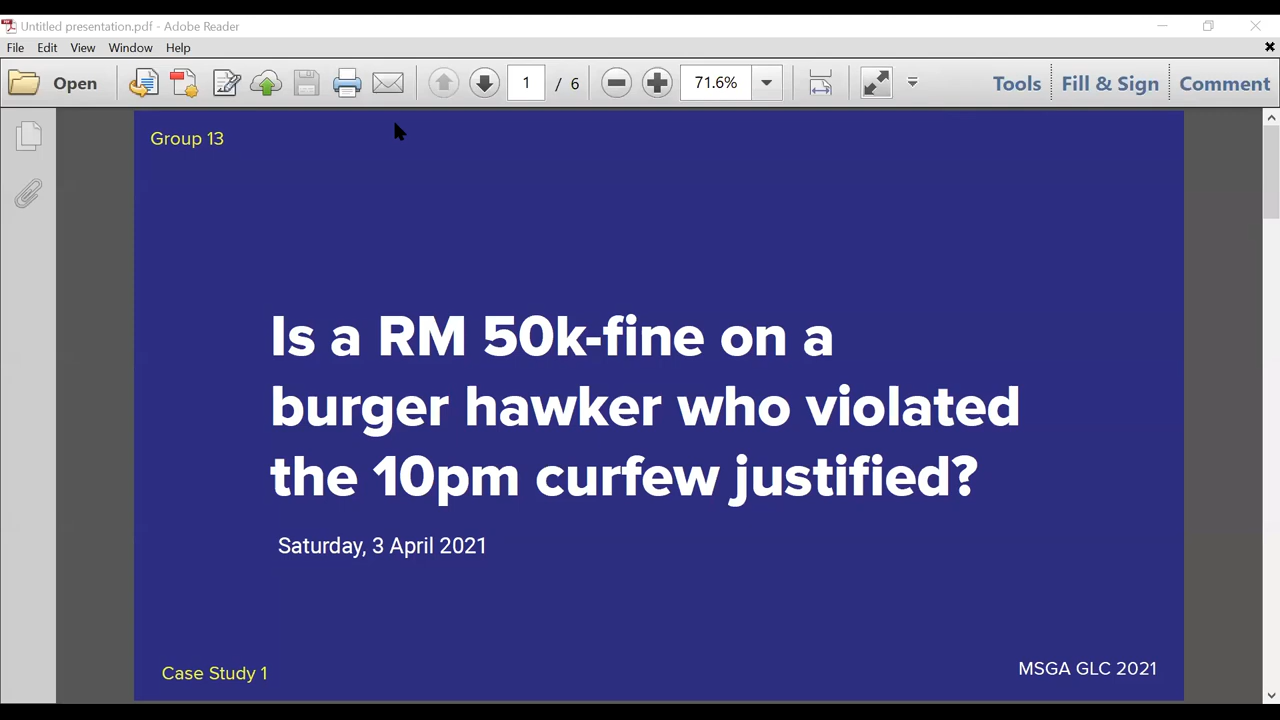 Untitled presentation.pdf - Adobe Reader
File Edit View Window Help
Open 1 / 6 71.6% Tools Fill & Sign Comment
Group 13
Is a RM 50k-fine on a
burger hawker who violated
the 10pm curfew justified?
Saturday, 3 April 2021
Case Study 1
MSGA GLC 2021